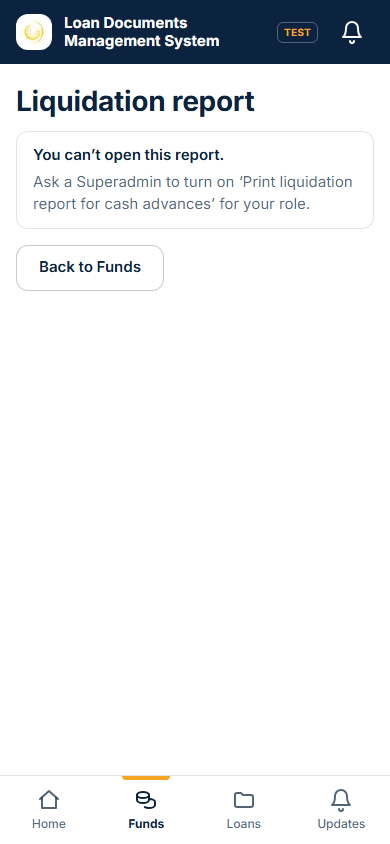 Loan Documents
Management System
TEST
Liquidation report
You can’t open this report.
Ask a Superadmin to turn on ‘Print liquidation
report for cash advances’ for your role.
Back to Funds
Home
Funds
Loans
Updates